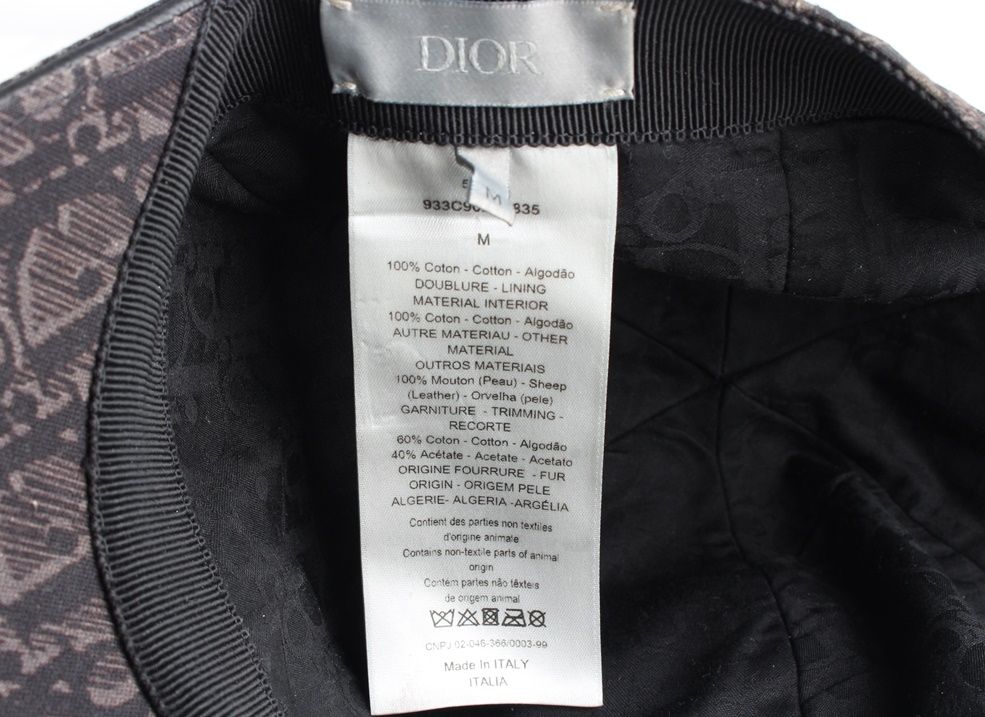 DIOR
M
M
100% Coton - Cotton - Algodão
DOUBLURE - LINING
MATERIAL INTERIOR
100% Coton - Cotton - Algodão
AUTRE MATERIAU - OTHER
MATERIAL
OUTROS MATERIAIS
100% Mouton (Peau) - Sheep
(Leather) - Orvelha (pele)
GARNITURE - TRIMMING -
RECORTE
60% Coton - Cotton - Algodão
40% Acétate - Acetate - Acetato
ORIGINE FOURRURE - FUR
ORIGIN - ORIGEM PELE
ALGERIE- ALGERIA -ARGÉLIA
Contient des parties non textiles
d'origine animale
Contains non-textile parts of animal
origin
Contém partes não têxteis
de origem animal
CNPJ 02-046-366/0003-99
Made In ITALY
ITALIA